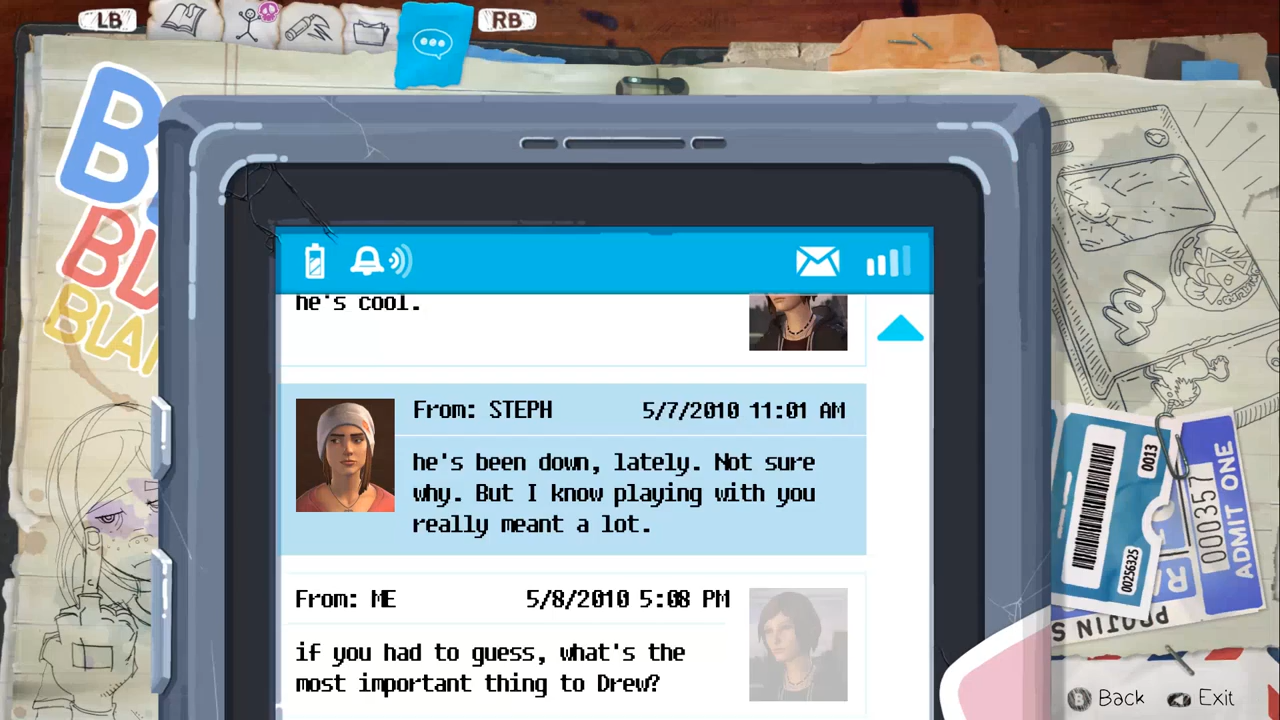 LB
RB
he's cool.
From: STEPH 5/7/2010 11:01 AM
he's been down, lately. Not sure
why. But I know playing with you
really meant a lot.
From: ME 5/8/2010 5:08 PM
if you had to guess, what's the
most important thing to Drew?
0013
00256325
000357
ADMIT ONE
B Back Exit